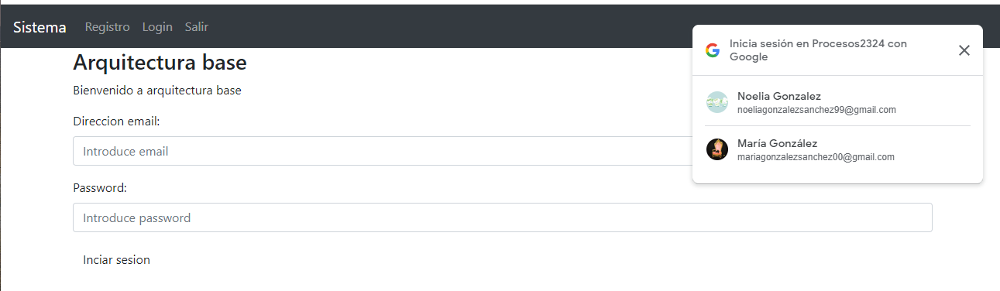 Sistema Registro Login Salir
Arquitectura base
Bienvenido a arquitectura base
Direccion email:
Introduce email
Password:
Introduce password
Inciar sesion
Inicia sesión en Procesos2324 con
Google
Noelia Gonzalez
noeliagonzalezsanchez99@gmail.com
María González
mariagonzalezsanchez00@gmail.com